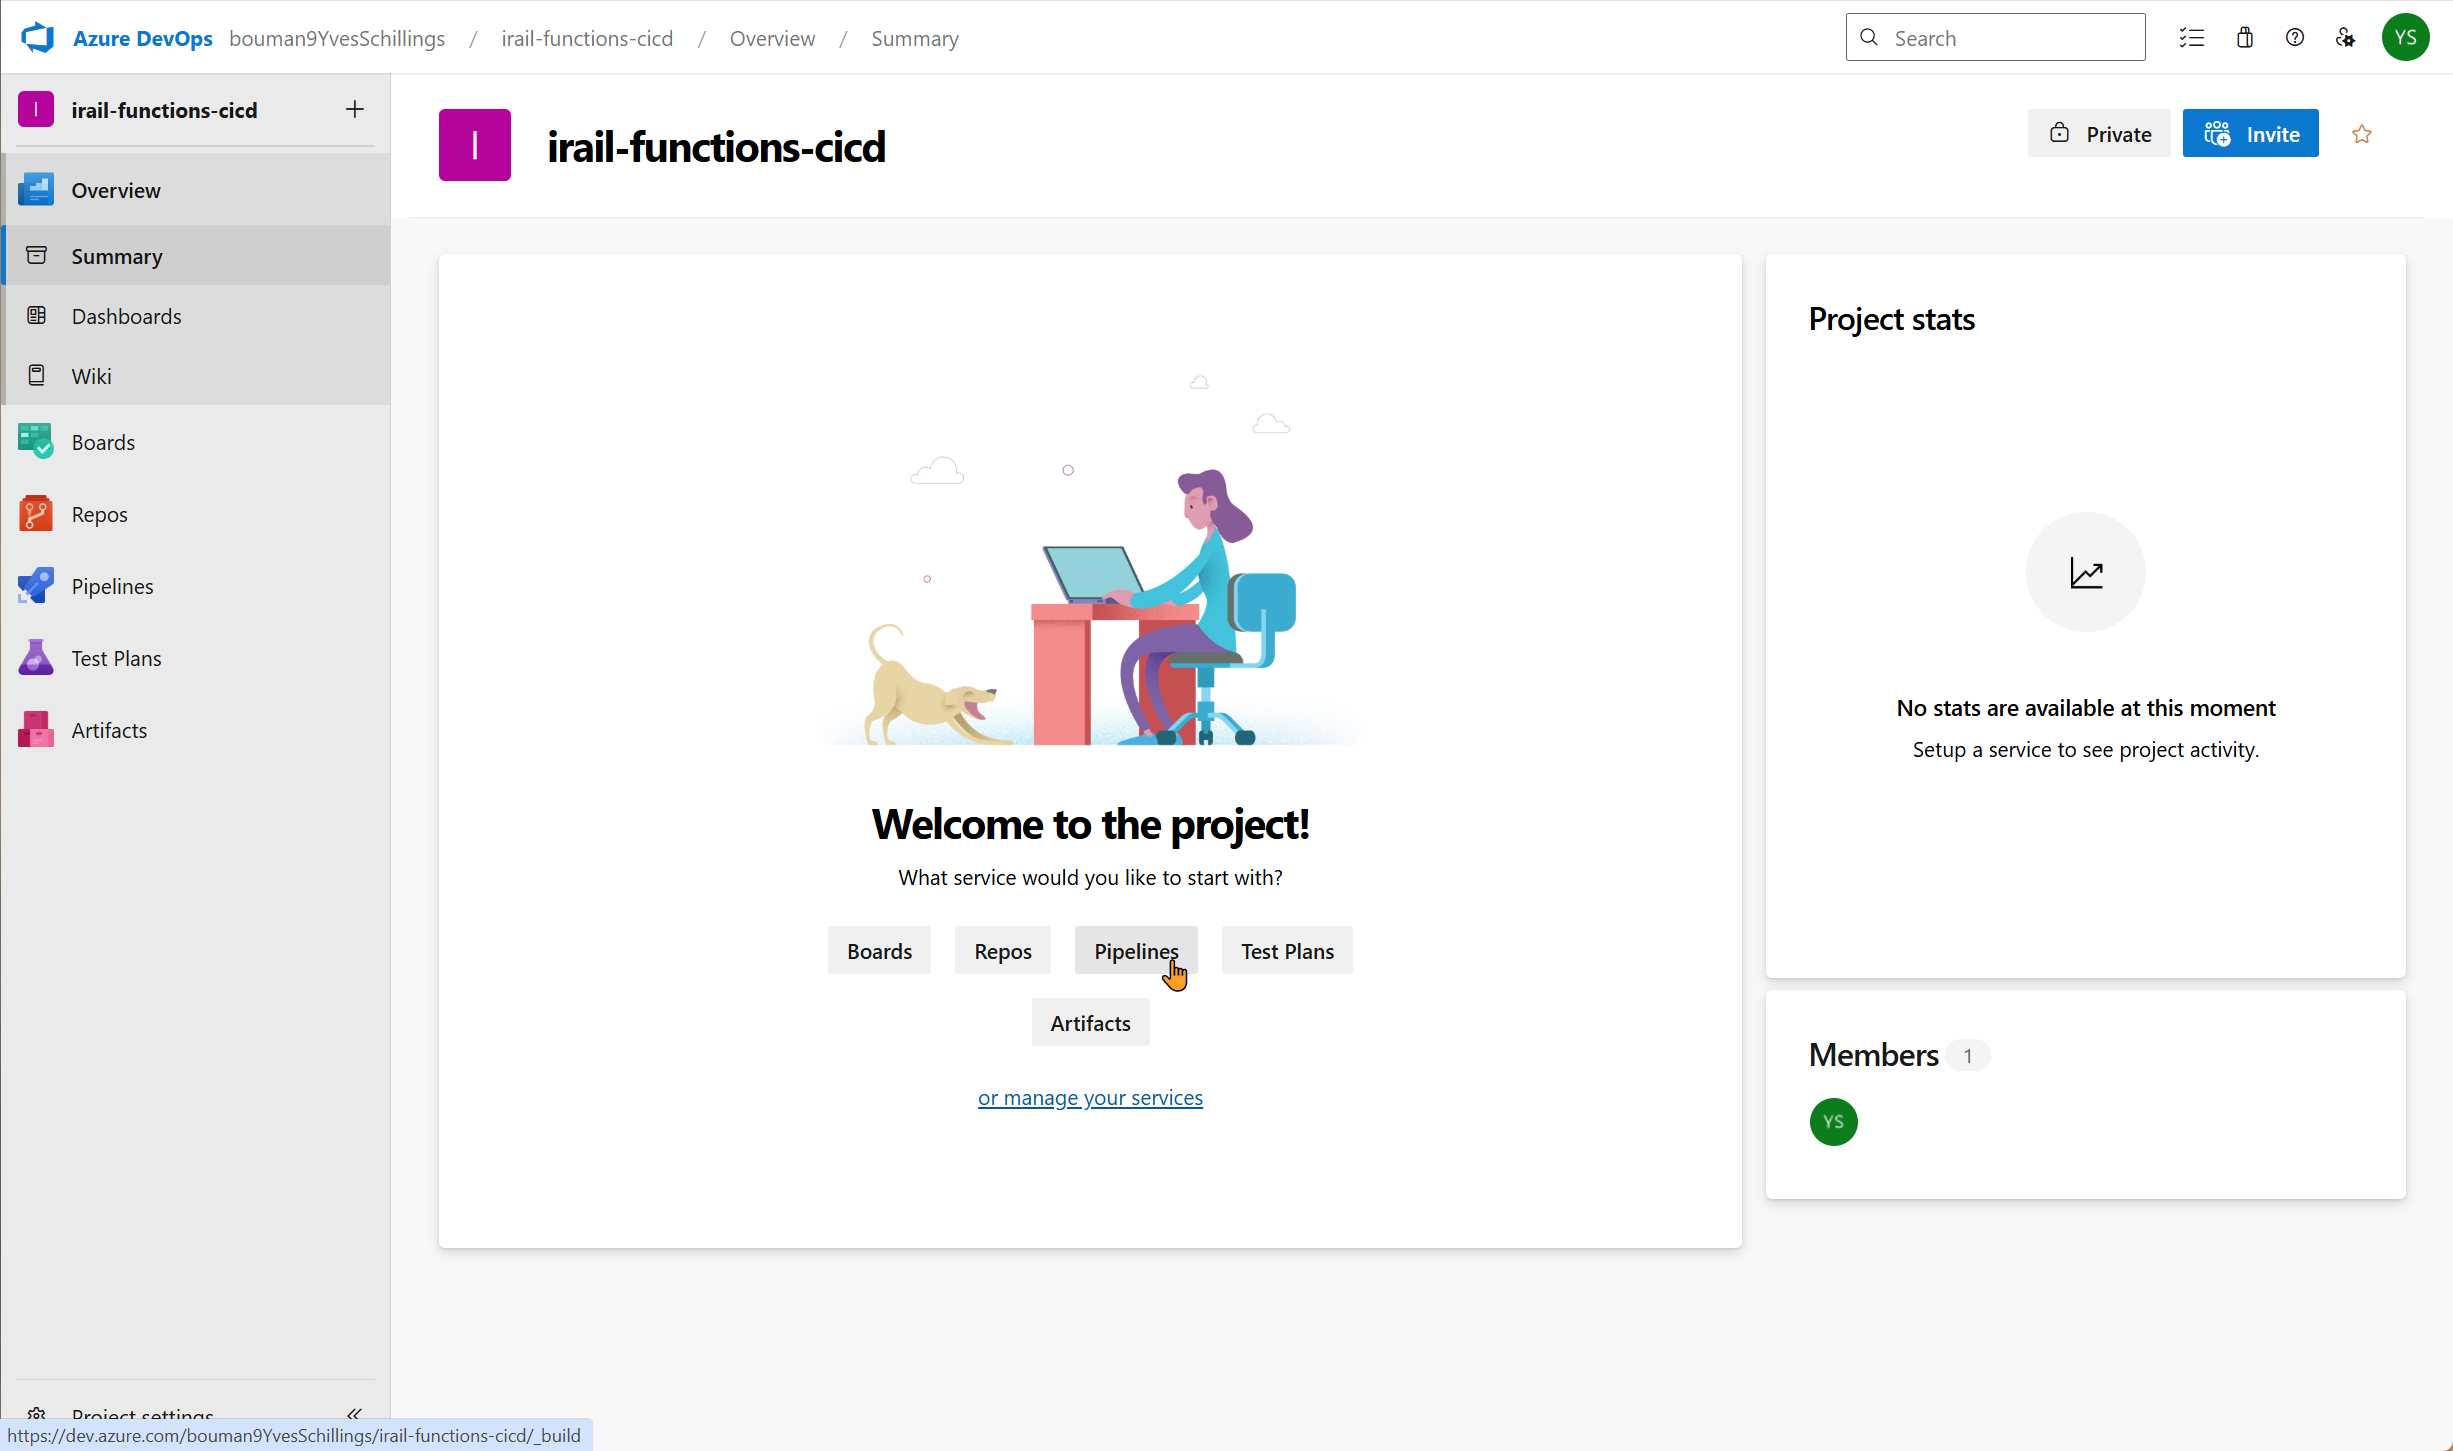 Azure DevOps bouman9YvesSchillings / irail-functions-cicd / Overview / Summary
Search
YS
I irail-functions-cicd
Overview
Summary
Dashboards
Wiki
Boards
Repos
Pipelines
Test Plans
Artifacts
Project settings
https://dev.azure.com/bouman9YvesSchillings/irail-functions-cicd/_build
I irail-functions-cicd
Private
Invite
Welcome to the project!
What service would you like to start with?
Boards Repos Pipelines Test Plans
Artifacts
or manage your services
Project stats
No stats are available at this moment
Setup a service to see project activity.
Members 1
YS